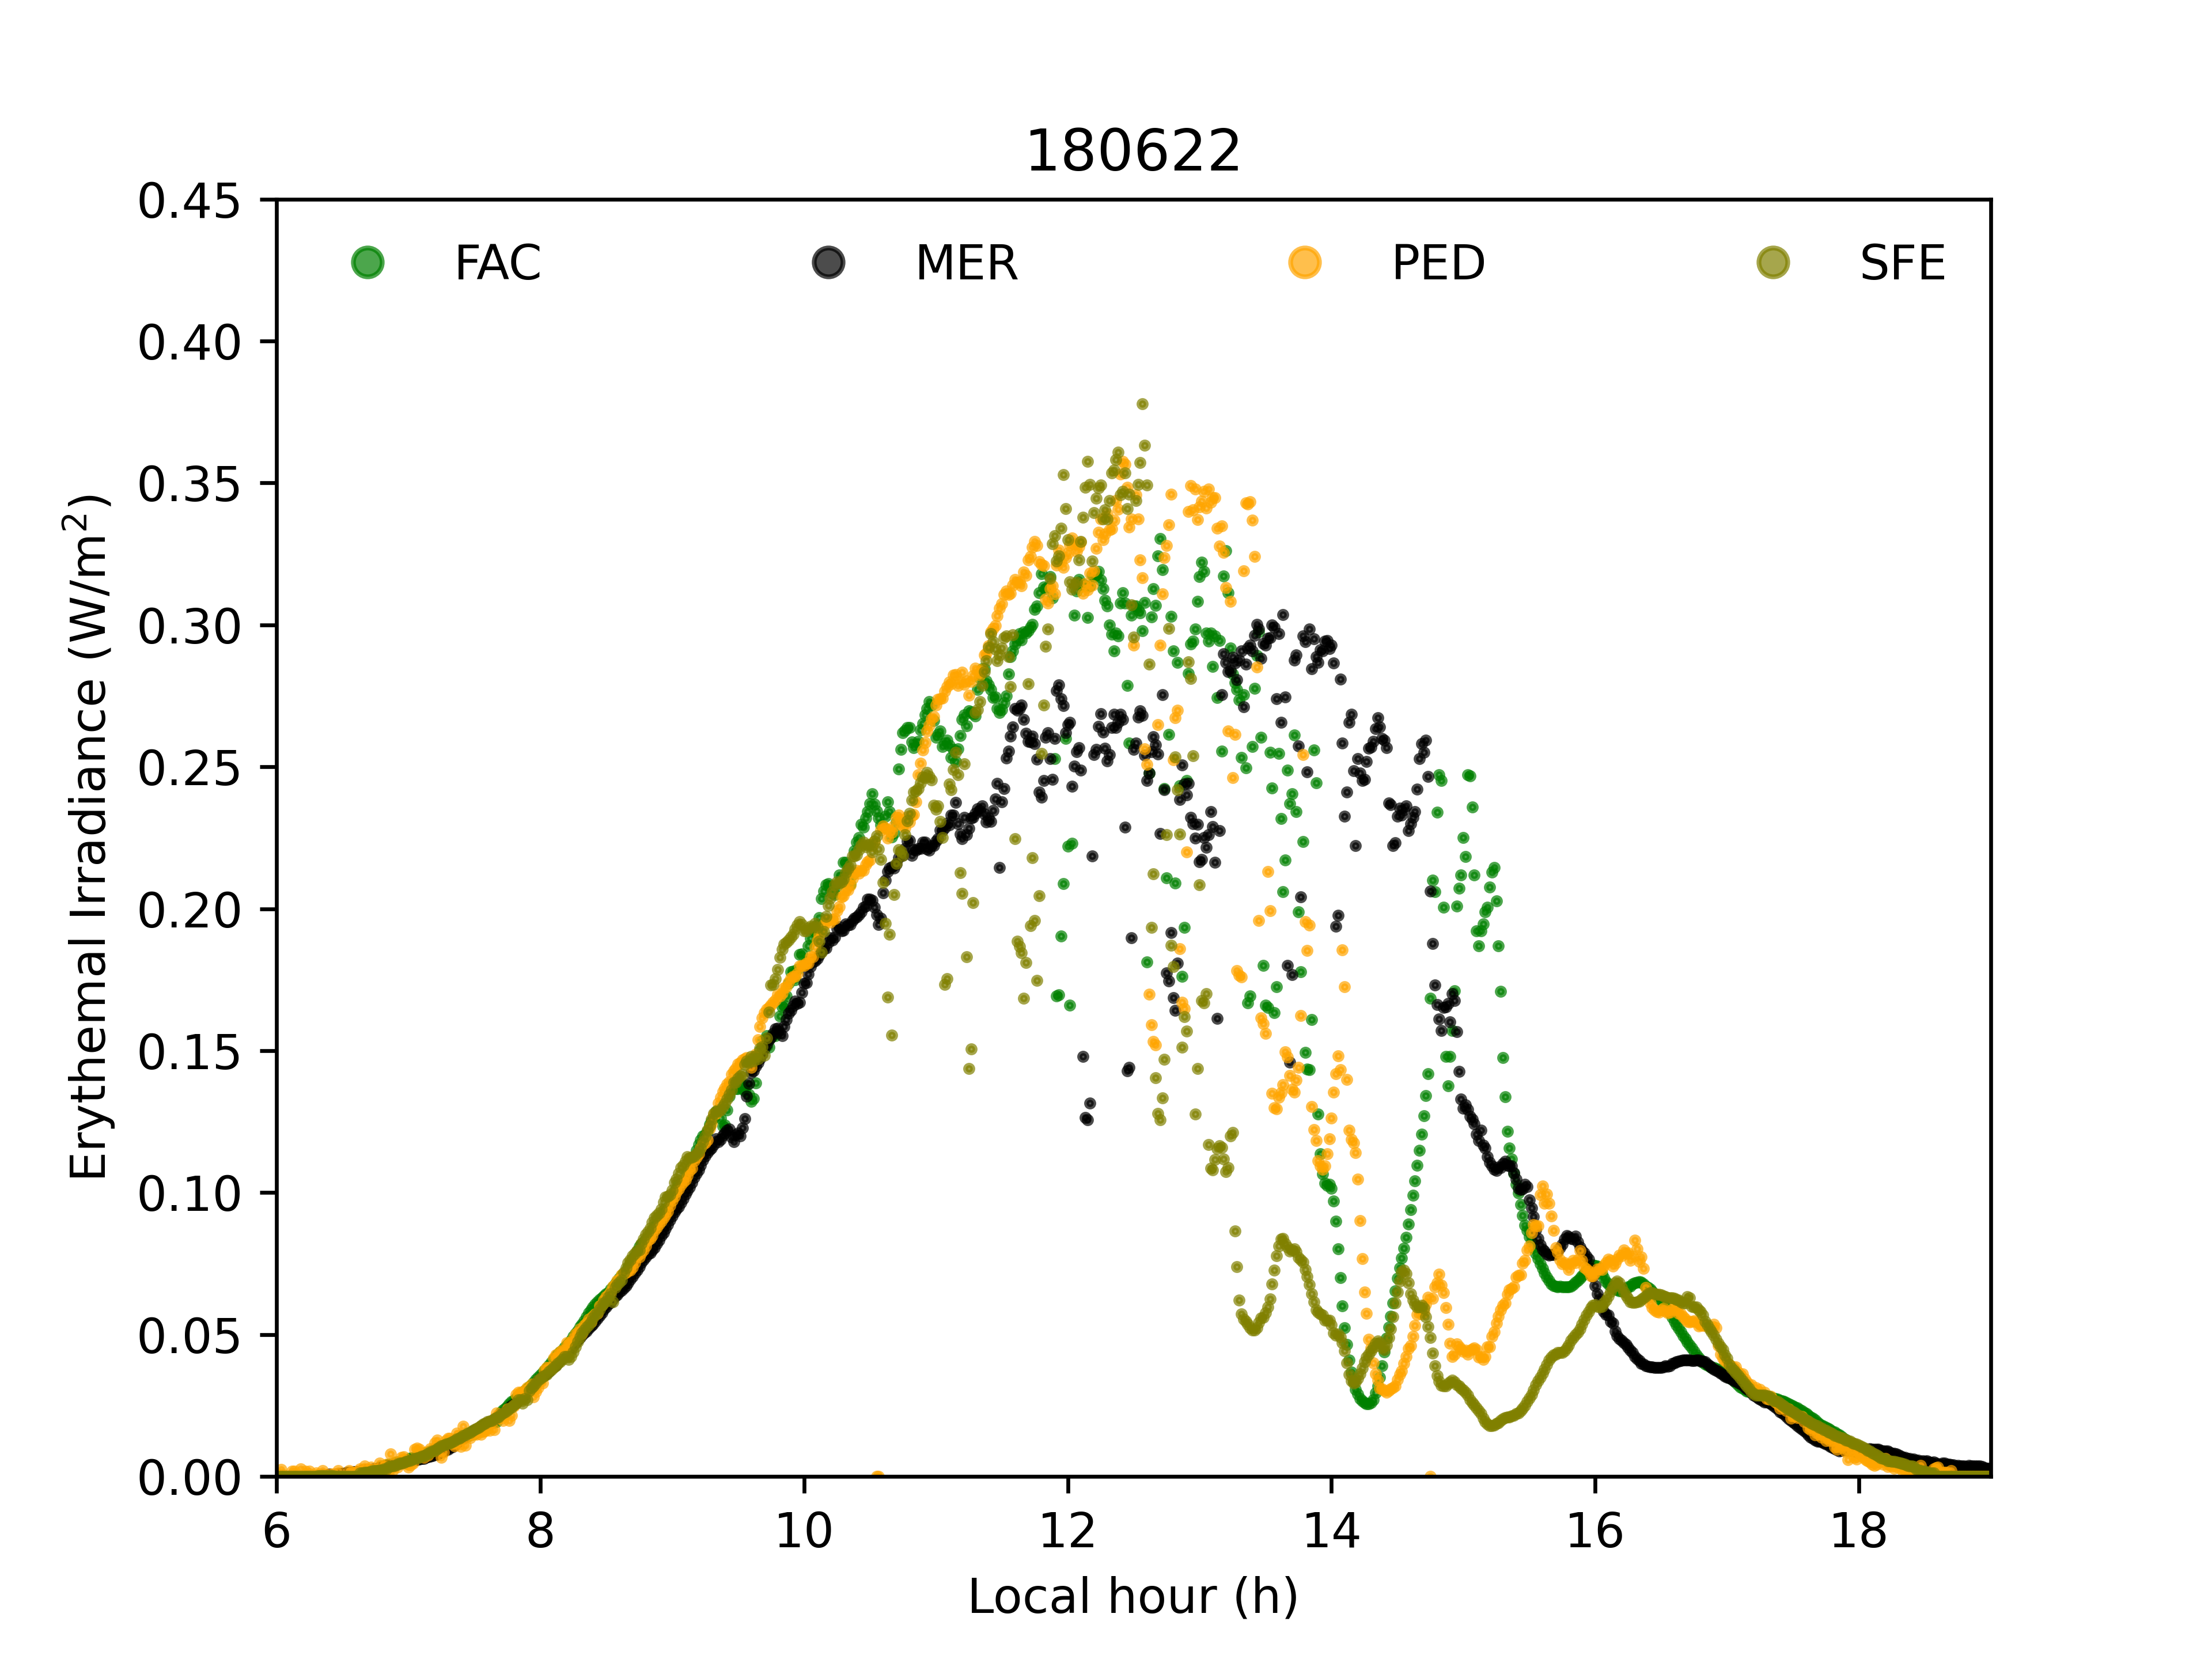 180622
FAC MER PED SFE
0.45
0.40
0.35
0.30
0.25
0.20
0.15
0.10
0.05
0.00
Erythemal Irradiance (W/m²)
6 8 10 12 14 16 18
Local hour (h)